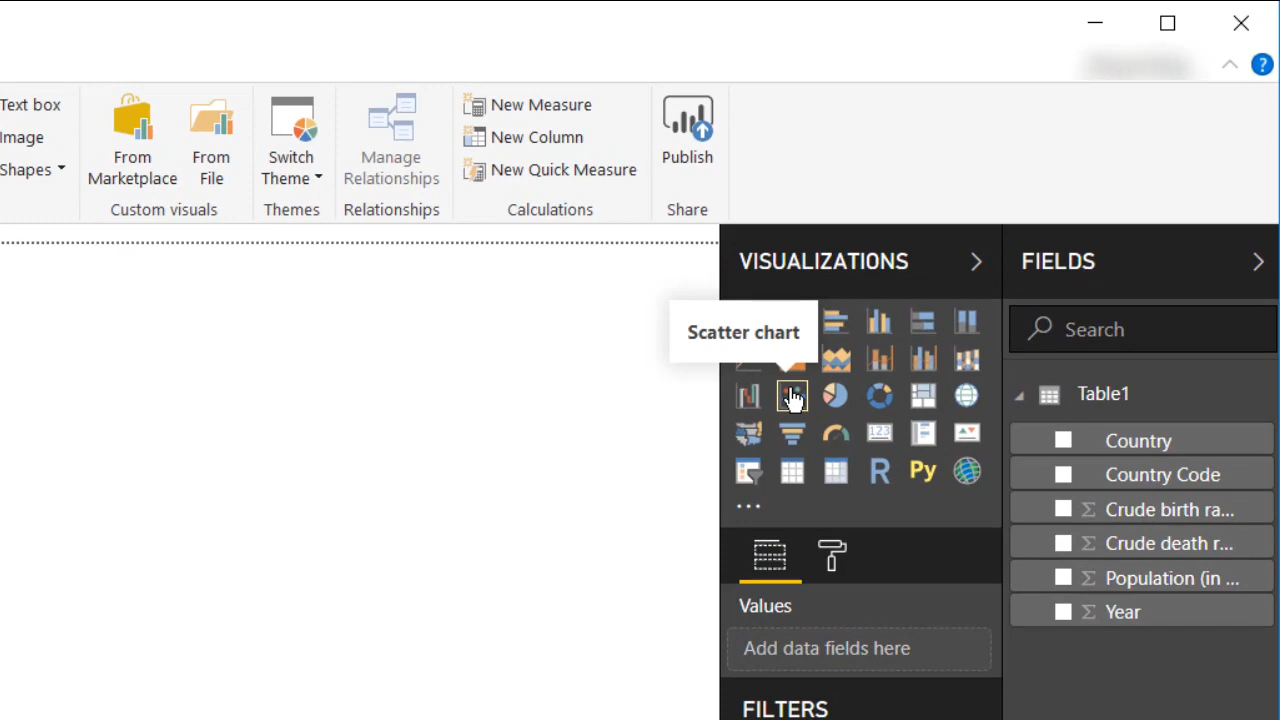 Text box
Image
Shapes
From Marketplace
From File
Custom visuals
Switch Theme
Themes
Manage Relationships
Relationships
New Measure
New Column
New Quick Measure
Calculations
Publish
Share
?
VISUALIZATIONS
FIELDS
Scatter chart
Search
123
R
Py
...
Table1
Country
Country Code
Σ Crude birth ra...
Σ Crude death r...
Σ Population (in ...
Σ Year
Values
Add data fields here
FILTERS